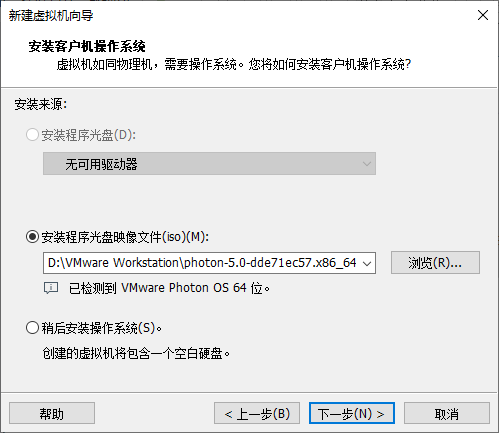 新建虚拟机向导
安装客户机操作系统
虚拟机如同物理机，需要操作系统。您将如何安装客户机操作系统?
安装来源:
安装程序光盘(D):
无可用驱动器
安装程序光盘映像文件(iso)(M):
D:\VMware Workstation\photon-5.0-dde71ec57.x86_64
浏览(R)...
已检测到 VMware Photon OS 64 位。
稍后安装操作系统(S)。
创建的虚拟机将包含一个空白硬盘。
帮助
< 上一步(B)
下一步(N) >
取消